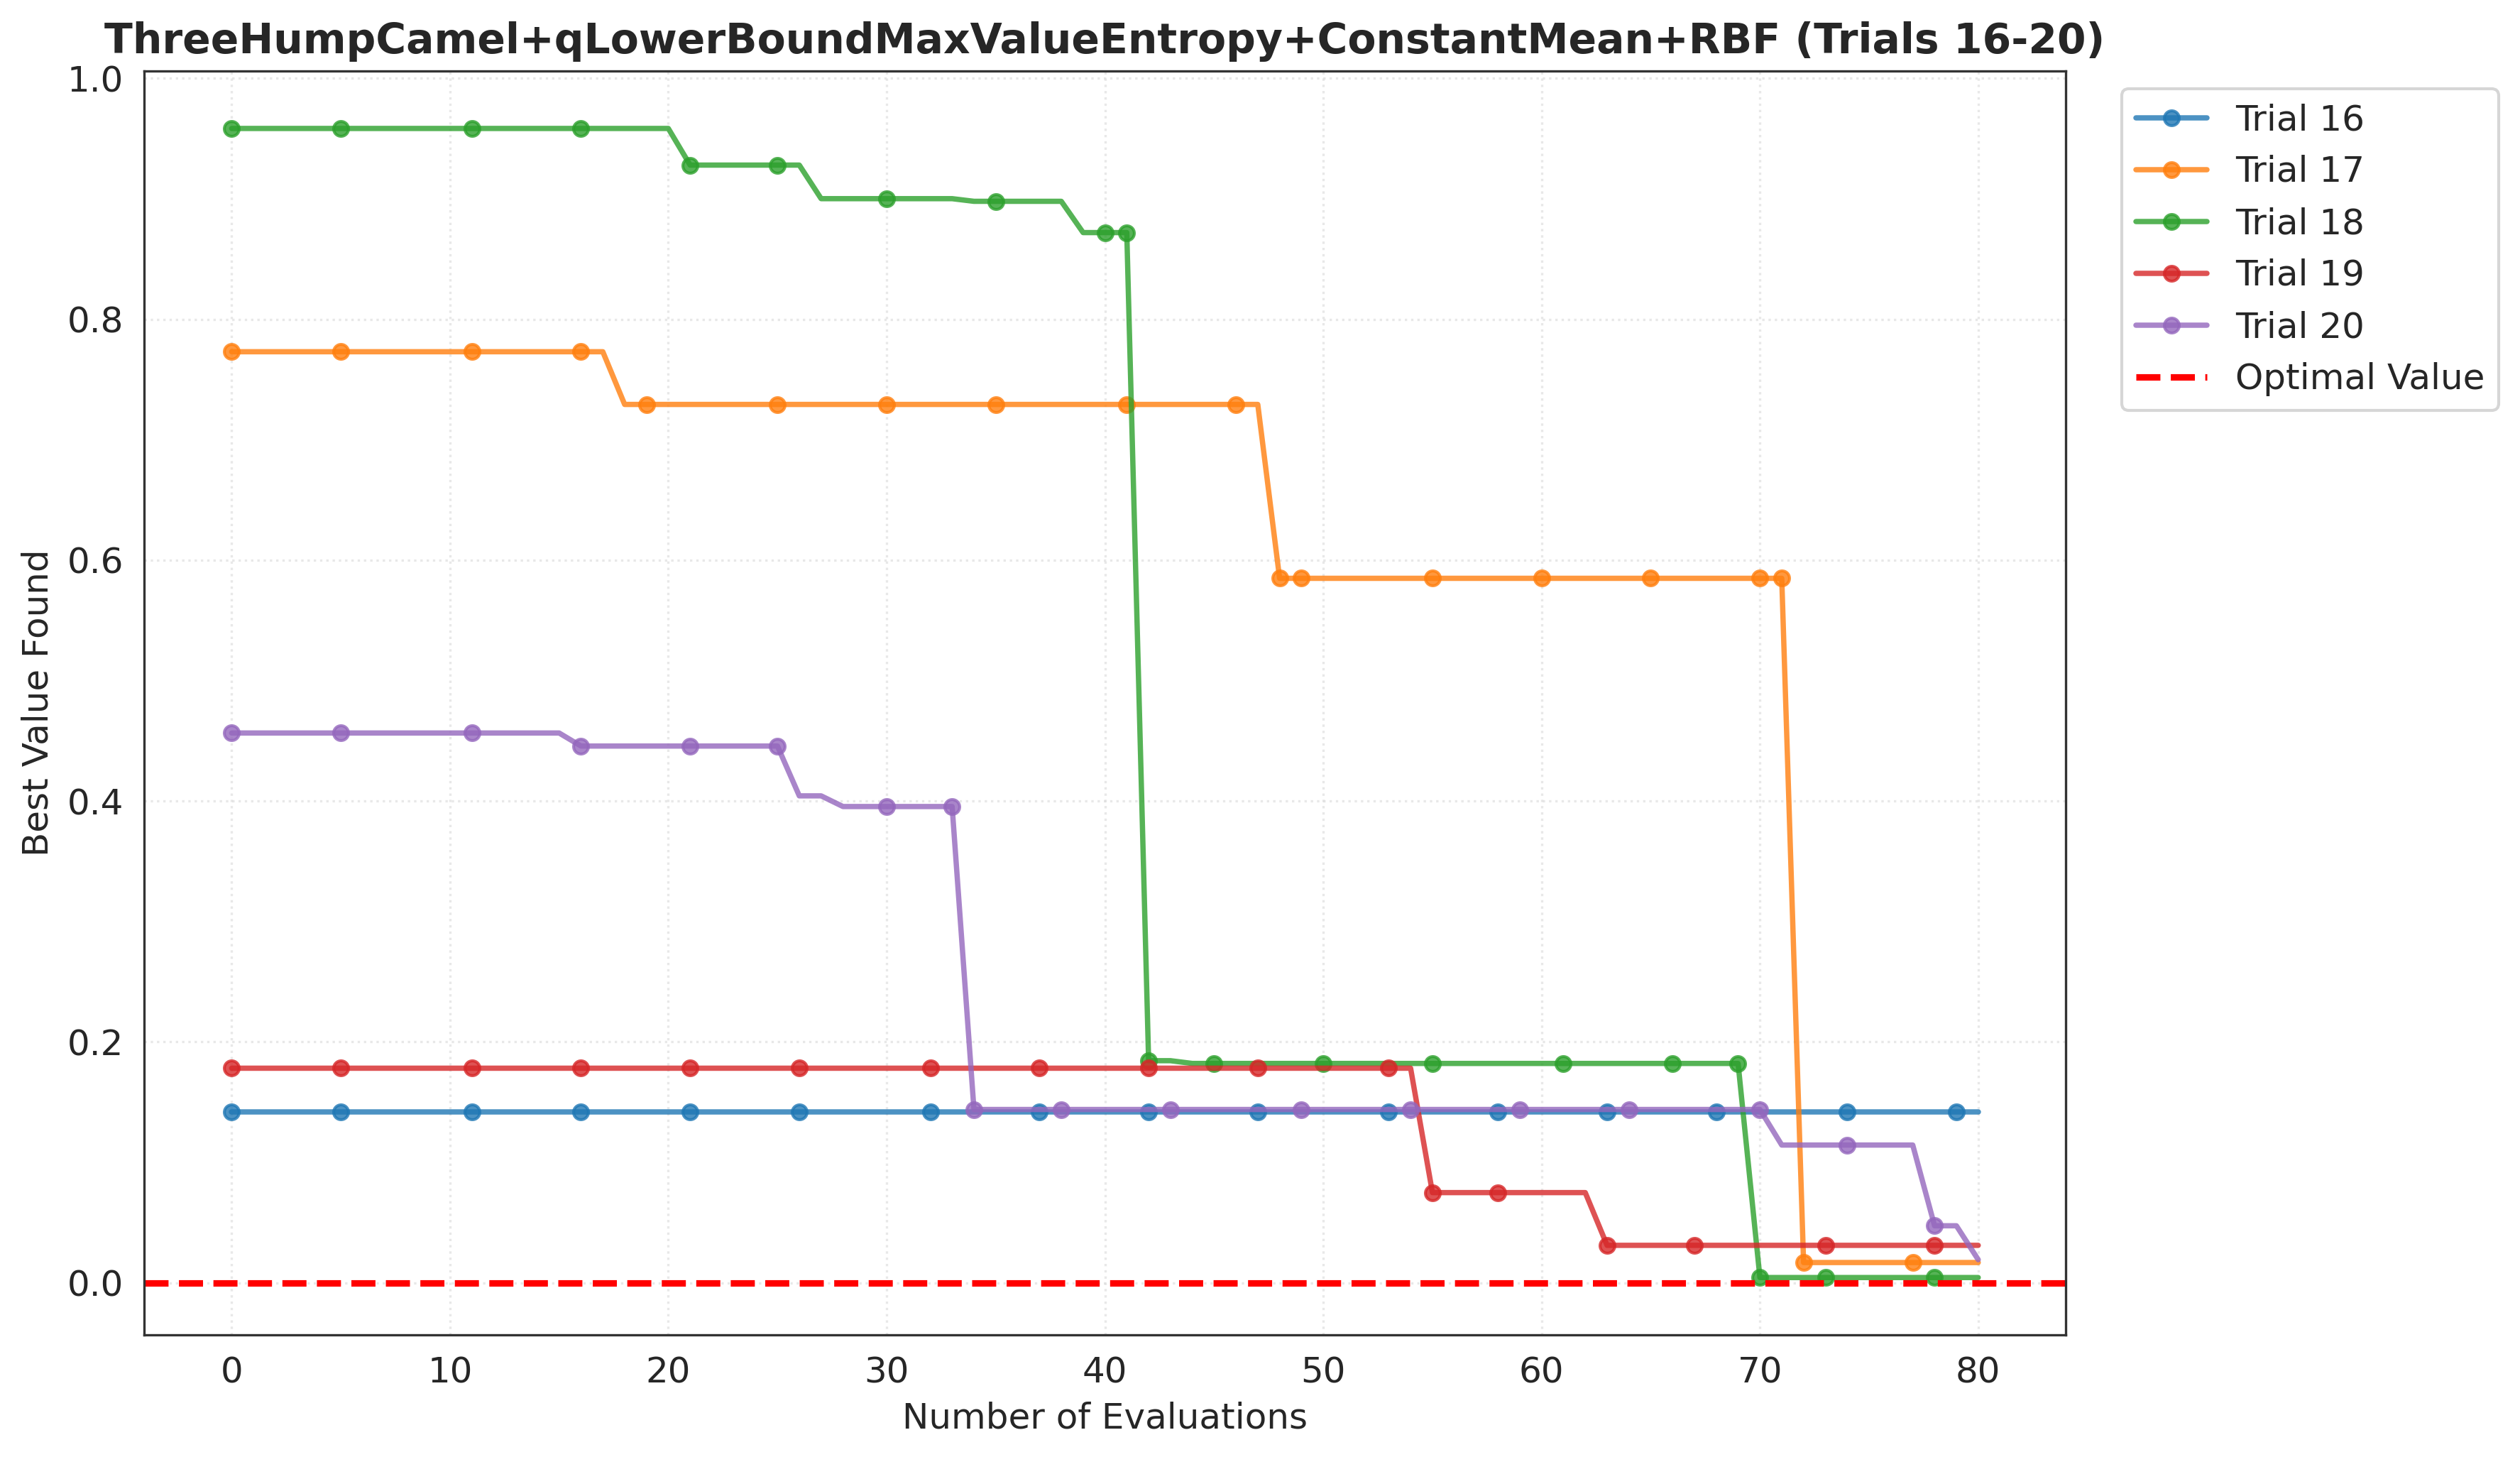 ThreeHumpCamel+qLowerBoundMaxValueEntropy+ConstantMean+RBF (Trials 16-20)
1.0
0.8
0.6
0.4
0.2
0.0
Best Value Found
0 10 20 30 40 50 60 70 80
Number of Evaluations
Trial 16
Trial 17
Trial 18
Trial 19
Trial 20
Optimal Value